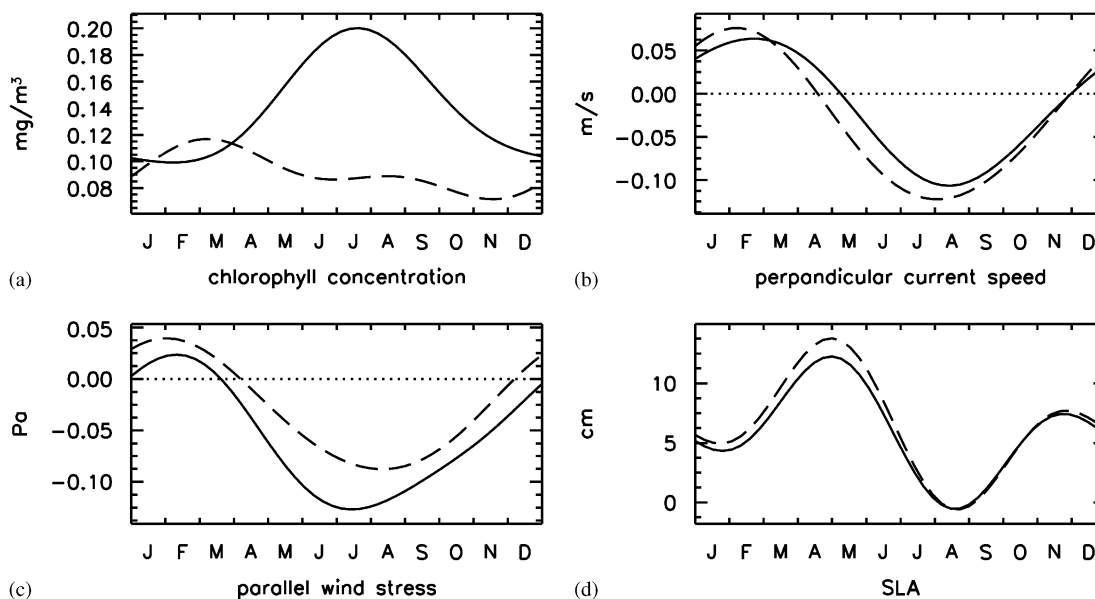 0.20
0.18
0.16
0.14
0.12
0.10
0.08
mg/m³
J F M A M J J A S O N D
(a) chlorophyll concentration
0.05
0.00
-0.05
-0.10
m/s
J F M A M J J A S O N D
(b) perpandicular current speed
0.05
0.00
-0.05
-0.10
Pa
J F M A M J J A S O N D
(c) parallel wind stress
10
5
0
cm
J F M A M J J A S O N D
(d) SLA